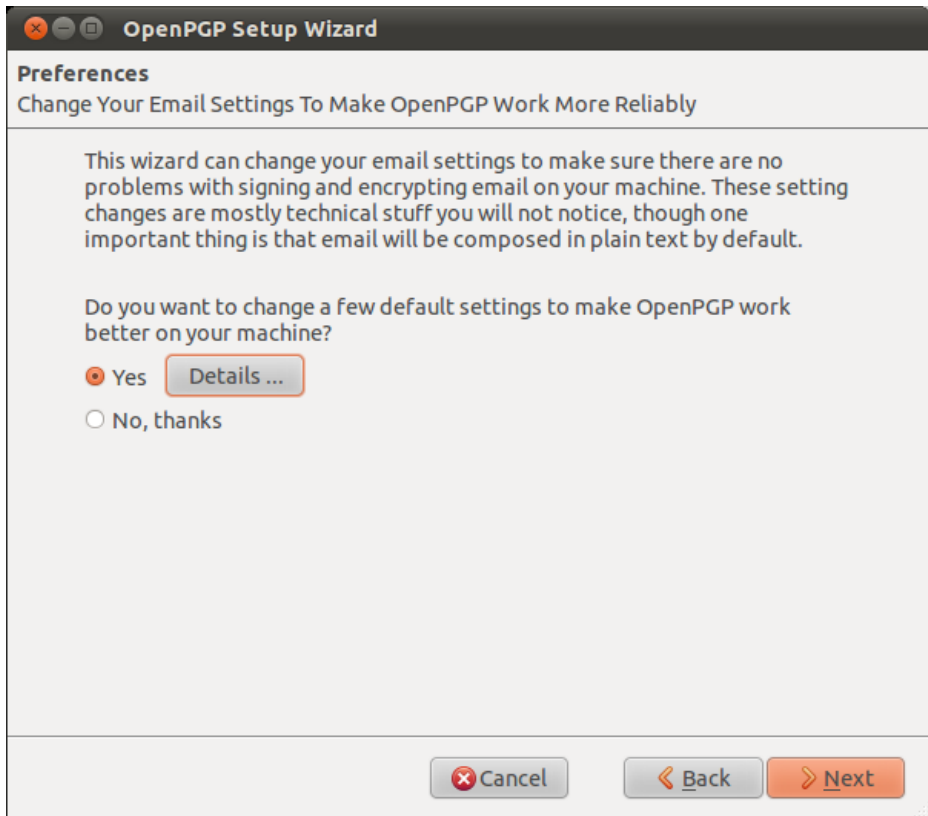 OpenPGP Setup Wizard
Preferences
Change Your Email Settings To Make OpenPGP Work More Reliably
This wizard can change your email settings to make sure there are no
problems with signing and encrypting email on your machine. These setting
changes are mostly technical stuff you will not notice, though one
important thing is that email will be composed in plain text by default.
Do you want to change a few default settings to make OpenPGP work
better on your machine?
Yes Details ...
No, thanks
Cancel Back Next